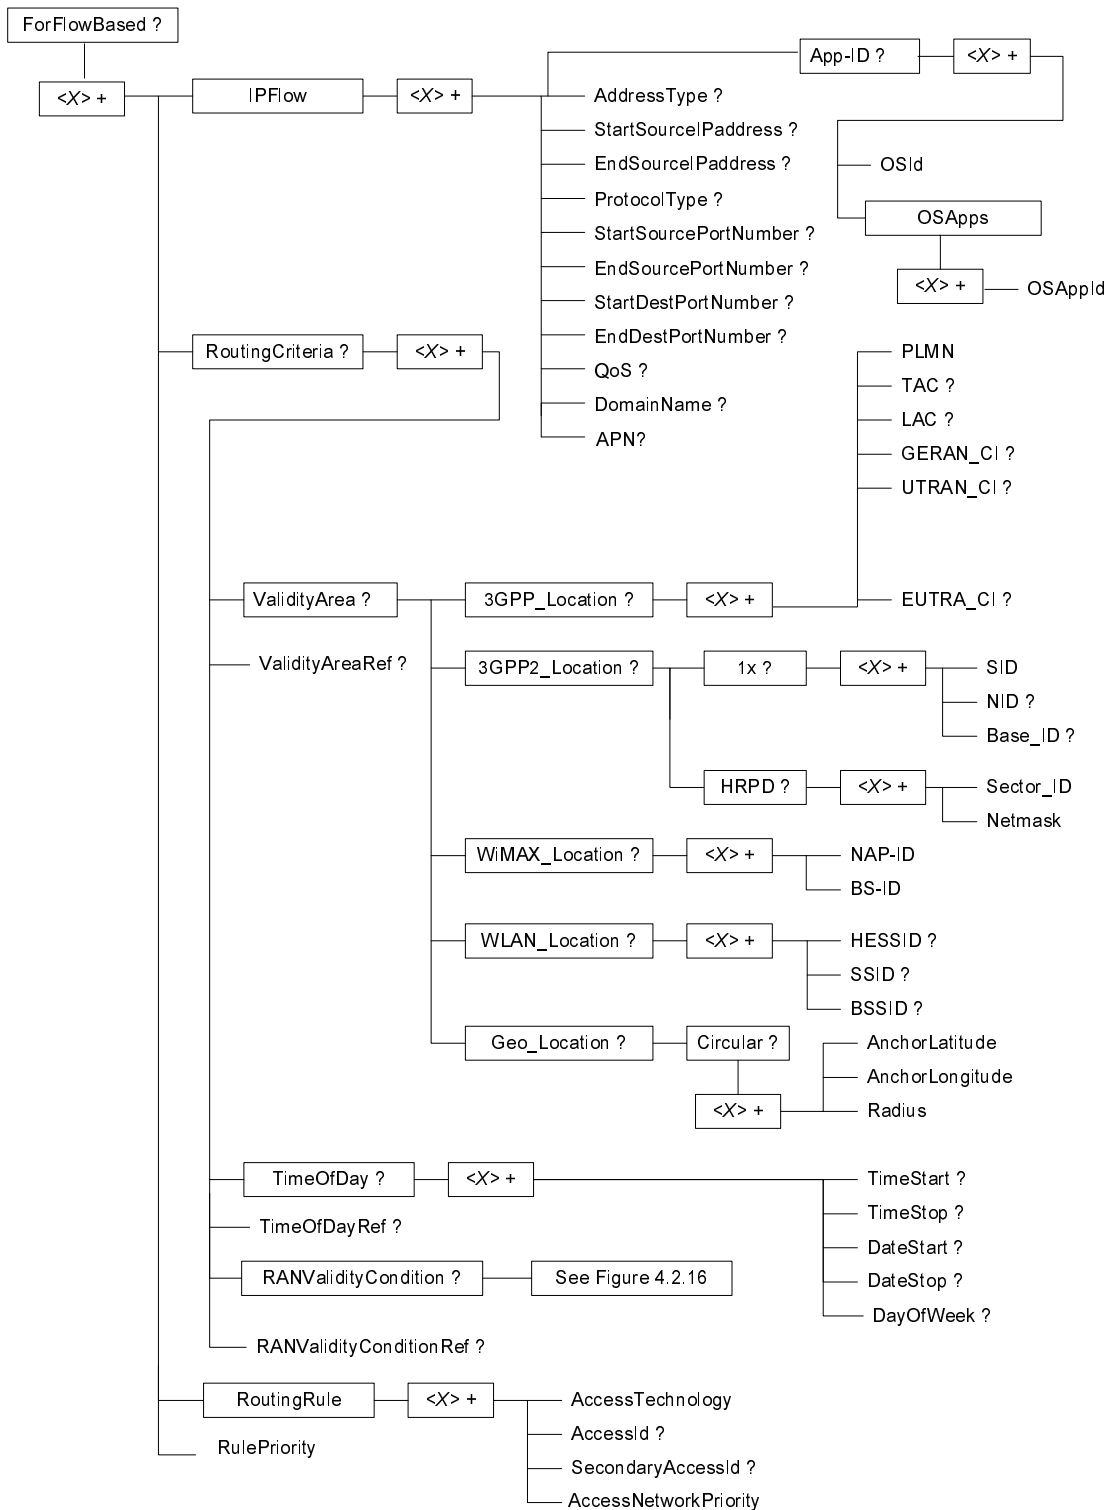 ForFlowBased ?
<X> +
IPFlow
<X> +
App-ID ?
<X> +
AddressType ?
StartSourceIPaddress ?
EndSourceIPaddress ?
ProtocolType ?
StartSourcePortNumber ?
EndSourcePortNumber ?
StartDestPortNumber ?
EndDestPortNumber ?
QoS ?
DomainName ?
APN?
OSId
OSApps
<X> +
OSAppId
RoutingCriteria ?
<X> +
PLMN
TAC ?
LAC ?
GERAN_CI ?
UTRAN_CI ?
EUTRA_CI ?
ValidityArea ?
3GPP_Location ?
<X> +
ValidityAreaRef ?
3GPP2_Location ?
1x ?
<X> +
SID
NID ?
Base_ID ?
HRPD ?
<X> +
Sector_ID
Netmask
WiMAX_Location ?
<X> +
NAP-ID
BS-ID
WLAN_Location ?
<X> +
HESSID ?
SSID ?
BSSID ?
Geo_Location ?
Circular ?
<X> +
AnchorLatitude
AnchorLongitude
Radius
TimeOfDay ?
<X> +
TimeStart ?
TimeStop ?
DateStart ?
DateStop ?
DayOfWeek ?
TimeOfDayRef ?
RANValidityCondition ?
See Figure 4.2.16
RANValidityConditionRef ?
RoutingRule
<X> +
AccessTechnology
AccessId ?
SecondaryAccessId ?
AccessNetworkPriority
RulePriority